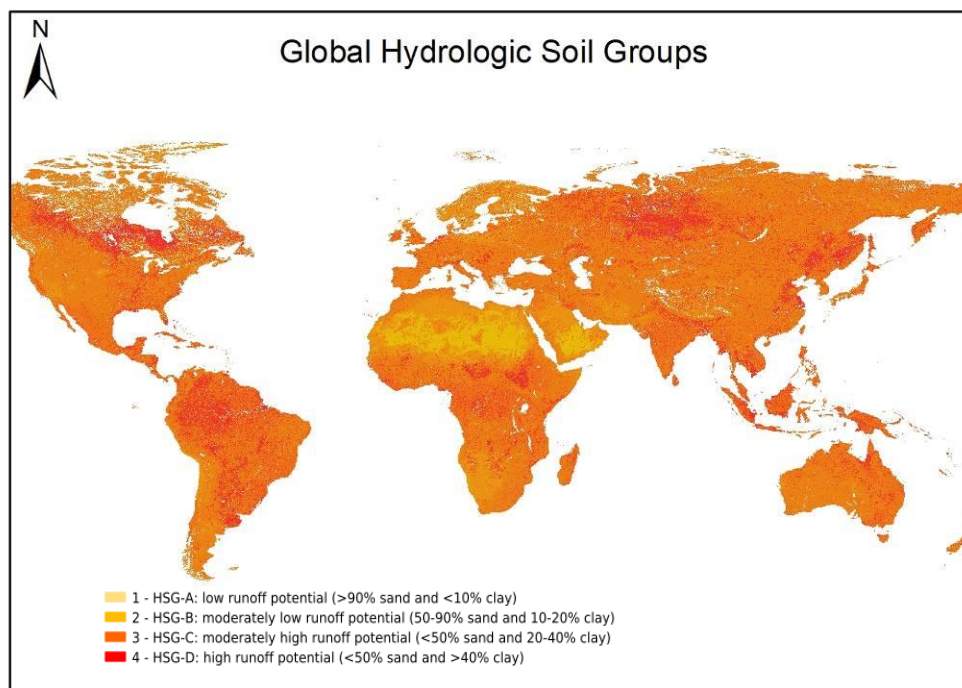 N
Global Hydrologic Soil Groups
1 - HSG-A: low runoff potential (>90% sand and <10% clay)
2 - HSG-B: moderately low runoff potential (50-90% sand and 10-20% clay)
3 - HSG-C: moderately high runoff potential (<50% sand and 20-40% clay)
4 - HSG-D: high runoff potential (<50% sand and >40% clay)